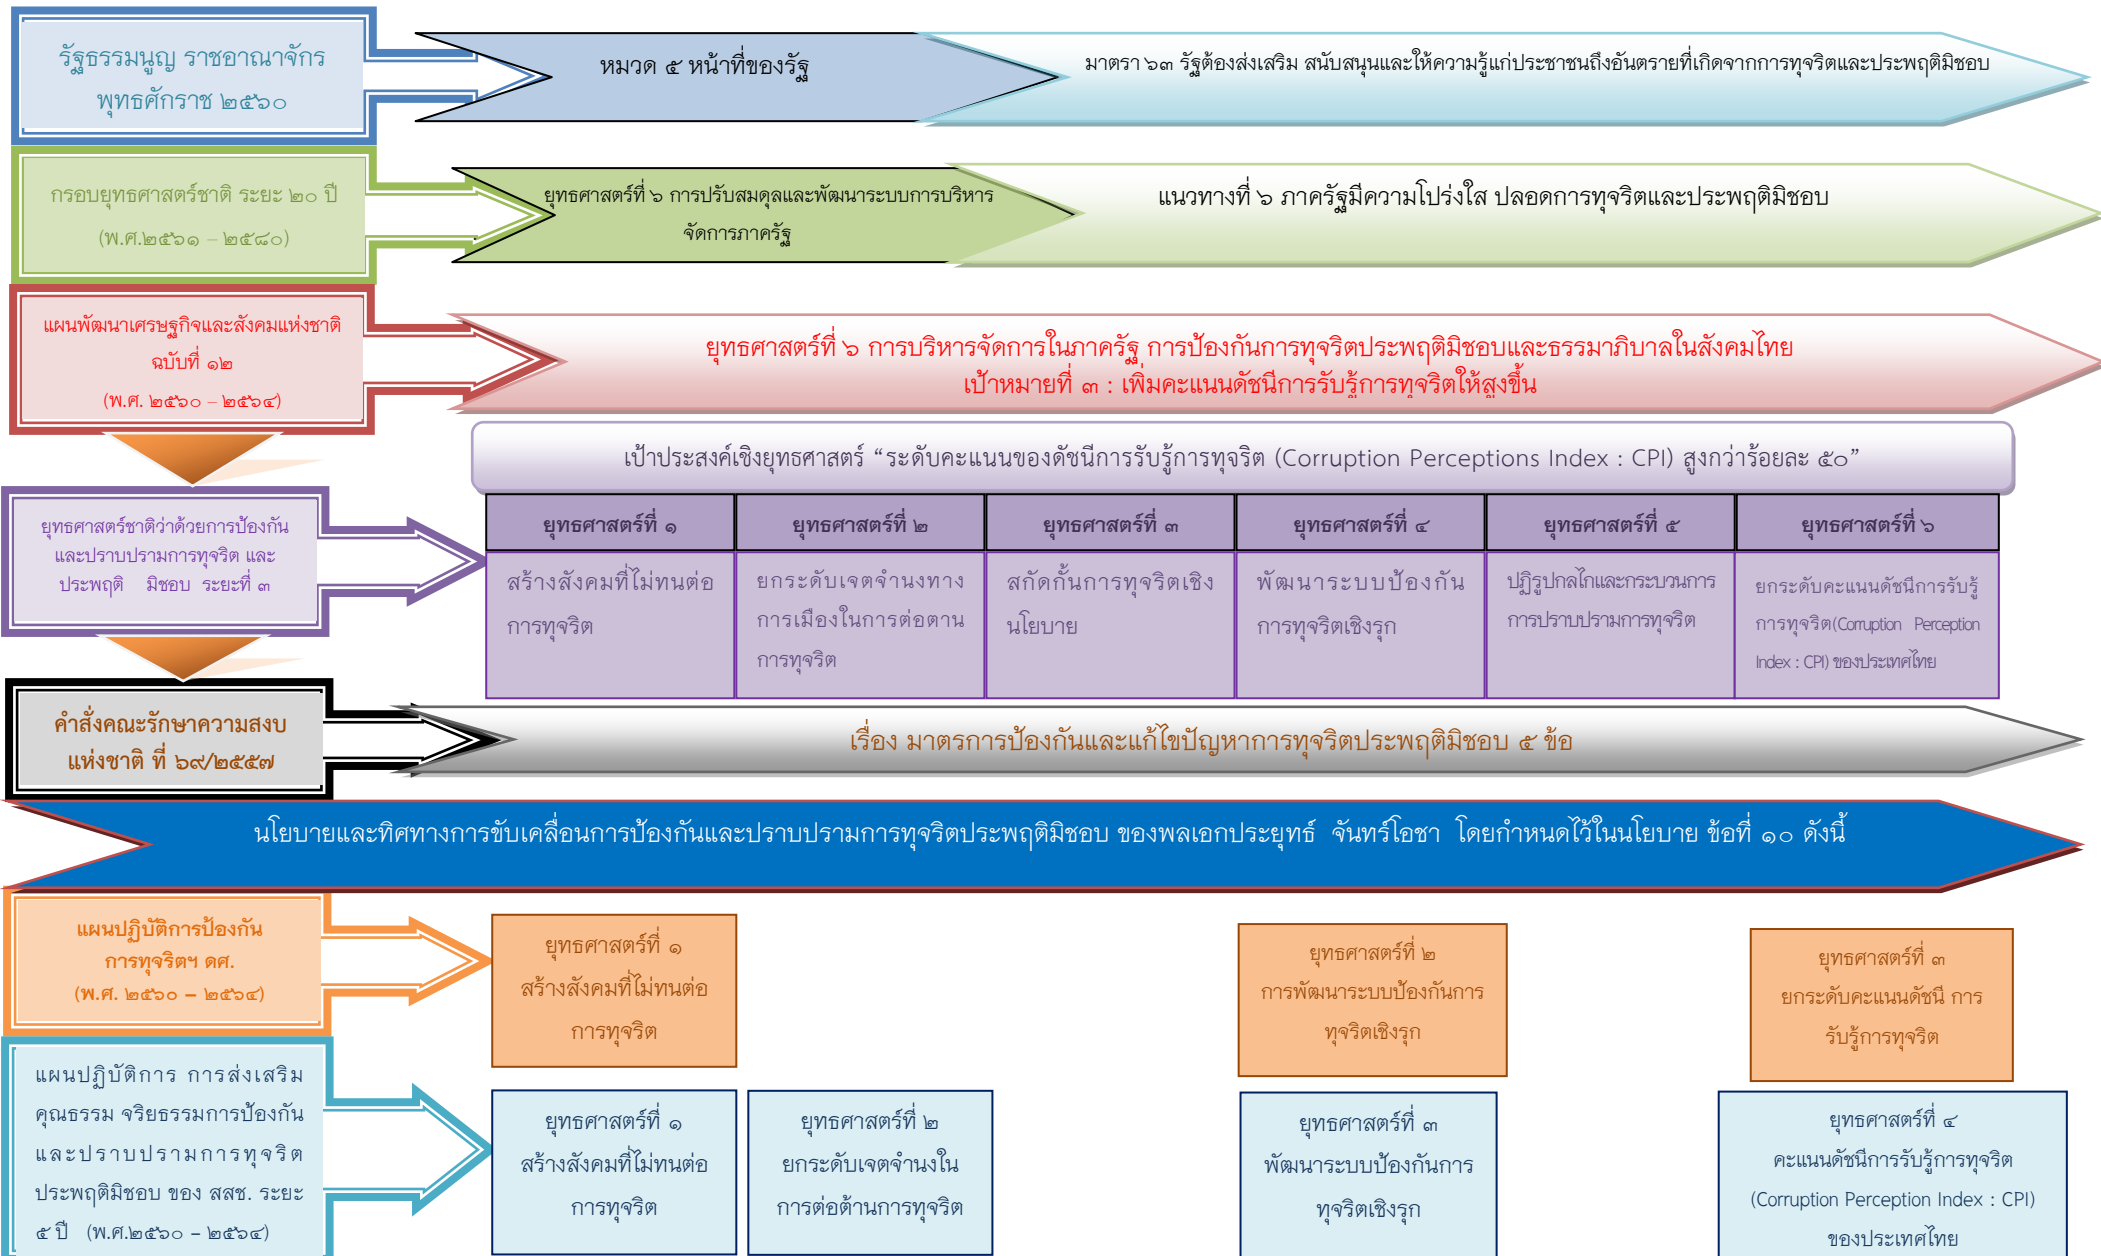 รัฐธรรมนูญ ราชอาณาจักร
พุทธศักราช ๒๕๖๐
หมวด ๕ หน้าที่ของรัฐ
มาตรา ๖๓ รัฐต้องส่งเสริม สนับสนุนและให้ความรู้แก่ประชาชนถึงอันตรายที่เกิดจากการทุจริตและประพฤติมิชอบ
กรอบยุทธศาสตร์ชาติ ระยะ ๒๐ ปี
(พ.ศ.๒๕๖๑ – ๒๕๘๐)
ยุทธศาสตร์ที่ ๖ การปรับสมดุลและพัฒนาระบบการบริหาร
จัดการภาครัฐ
แนวทางที่ ๖ ภาครัฐมีความโปร่งใส ปลอดการทุจริตและประพฤติมิชอบ
แผนพัฒนาเศรษฐกิจและสังคมแห่งชาติ
ฉบับที่ ๑๒
(พ.ศ. ๒๕๖๐ – ๒๕๖๔)
ยุทธศาสตร์ที่ ๖ การบริหารจัดการในภาครัฐ การป้องกันการทุจริตประพฤติมิชอบและธรรมาภิบาลในสังคมไทย
เป้าหมายที่ ๓ : เพิ่มคะแนนดัชนีการรับรู้การทุจริตให้สูงขึ้น
เป้าประสงค์เชิงยุทธศาสตร์ “ระดับคะแนนของดัชนีการรับรู้การทุจริต (Corruption Perceptions Index : CPI) สูงกว่าร้อยละ ๕๐”
ยุทธศาสตร์ชาติว่าด้วยการป้องกัน
และปราบปรามการทุจริต และ
ประพฤติ มิชอบ ระยะที่ ๓
ยุทธศาสตร์ที่ ๑
สร้างสังคมที่ไม่ทนต่อ
การทุจริต
ยุทธศาสตร์ที่ ๒
ยกระดับเจตจำนงทาง
การเมืองในการต่อตาน
การทุจริต
ยุทธศาสตร์ที่ ๓
สกัดกั้นการทุจริตเชิง
นโยบาย
ยุทธศาสตร์ที่ ๔
พัฒนาระบบป้องกัน
การทุจริตเชิงรุก
ยุทธศาสตร์ที่ ๕
ปฏิรูปกลไกและกระบวนการ
การปราบปรามการทุจริต
ยุทธศาสตร์ที่ ๖
ยกระดับคะแนนดัชนีการรับรู้
การทุจริต(Corruption Perception
Index : CPI) ของประเทศไทย
คำสั่งคณะรักษาความสงบ
แห่งชาติ ที่ ๖๙/๒๕๕๗
เรื่อง มาตรการป้องกันและแก้ไขปัญหาการทุจริตประพฤติมิชอบ ๕ ข้อ
นโยบายและทิศทางการขับเคลื่อนการป้องกันและปราบปรามการทุจริตประพฤติมิชอบ ของพลเอกประยุทธ์ จันทร์โอชา โดยกำหนดไว้ในนโยบาย ข้อที่ ๑๐ ดังนี้
แผนปฏิบัติการป้องกัน
การทุจริตฯ ดศ.
(พ.ศ. ๒๕๖๐ – ๒๕๖๔)
ยุทธศาสตร์ที่ ๑
สร้างสังคมที่ไม่ทนต่อ
การทุจริต
ยุทธศาสตร์ที่ ๒
การพัฒนาระบบป้องกันการ
ทุจริตเชิงรุก
ยุทธศาสตร์ที่ ๓
ยกระดับคะแนนดัชนี การ
รับรู้การทุจริต
แผนปฏิบัติการ การส่งเสริม
คุณธรรม จริยธรรมการป้องกัน
และปราบปรามการทุจริต
ประพฤติมิชอบ ของ สสช. ระยะ
๕ ปี (พ.ศ.๒๕๖๐ – ๒๕๖๔)
ยุทธศาสตร์ที่ ๑
สร้างสังคมที่ไม่ทนต่อ
การทุจริต
ยุทธศาสตร์ที่ ๒
ยกระดับเจตจำนงใน
การต่อต้านการทุจริต
ยุทธศาสตร์ที่ ๓
พัฒนาระบบป้องกันการ
ทุจริตเชิงรุก
ยุทธศาสตร์ที่ ๔
คะแนนดัชนีการรับรู้การทุจริต
(Corruption Perception Index : CPI)
ของประเทศไทย